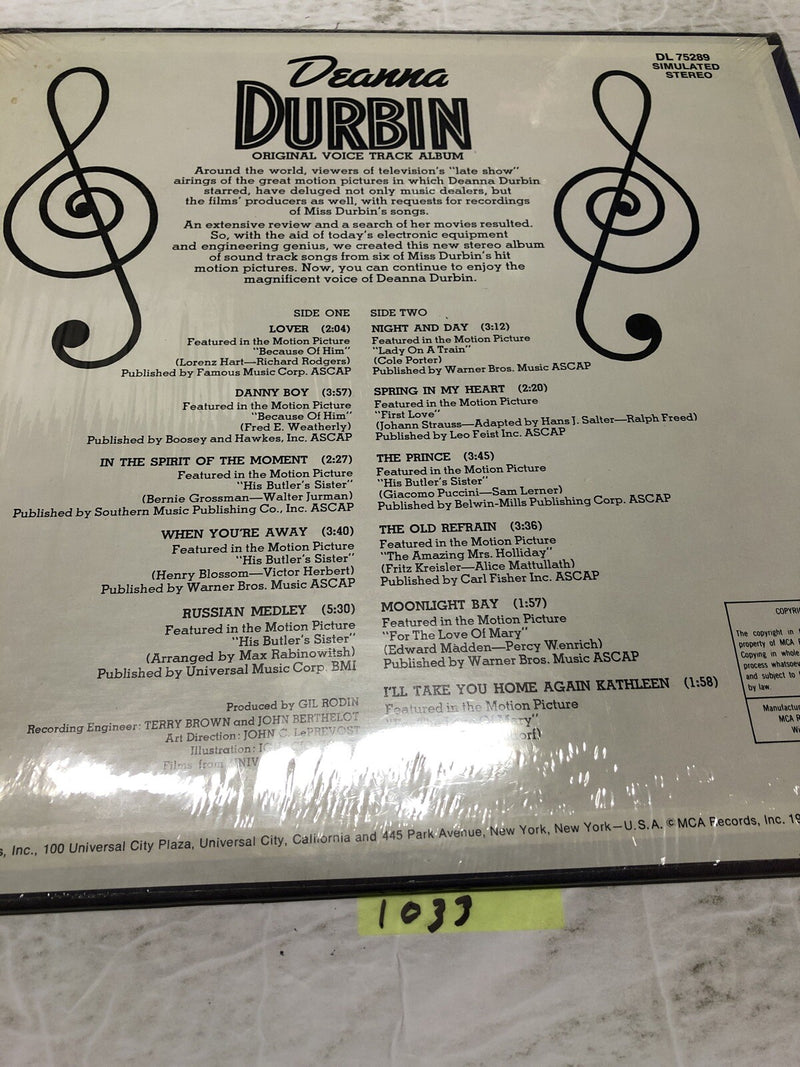 Deanna
DURBIN
ORIGINAL VOICE TRACK ALBUM
DL 75289
SIMULATED
STEREO
Around the world, viewers of television's "late show"
airings of the great motion pictures in which Deanna Durbin
starred, have deluged not only music dealers, but
the films' producers as well, with requests for recordings
of Miss Durbin's songs.
An extensive review and a search of her movies resulted.
So, with the aid of today's electronic equipment
and engineering genius, we created this new stereo album
of sound track songs from six of Miss Durbin's hit
motion pictures. Now, you can continue to enjoy the
magnificent voice of Deanna Durbin.
SIDE ONE
LOVER (2:04)
Featured in the Motion Picture
"Because Of Him"
(Lorenz Hart—Richard Rodgers)
Published by Famous Music Corp. ASCAP
DANNY BOY (3:57)
Featured in the Motion Picture
"Because Of Him"
(Fred E. Weatherly)
Published by Boosey and Hawkes, Inc. ASCAP
IN THE SPIRIT OF THE MOMENT (2:27)
Featured in the Motion Picture
"His Butler's Sister"
(Bernie Grossman—Walter Jurman)
Published by Southern Music Publishing Co., Inc. ASCAP
WHEN YOU'RE AWAY (3:40)
Featured in the Motion Picture
"His Butler's Sister"
(Henry Blossom—Victor Herbert)
Published by Warner Bros. Music ASCAP
RUSSIAN MEDLEY (5:30)
Featured in the Motion Picture
"His Butler's Sister"
(Arranged by Max Rabinowitsh)
Published by Universal Music Corp. BMI
Produced by GIL RODIN
Recording Engineer: TERRY BROWN and JOHN BERTHELOT
Art Direction: JOHN C. LePREVOST
Illustration:
Films from
SIDE TWO
NIGHT AND DAY (3:12)
Featured in the Motion Picture
"Lady On A Train"
(Cole Porter)
Published by Warner Bros. Music ASCAP
SPRING IN MY HEART (2:20)
Featured in the Motion Picture
"First Love"
(Johann Strauss—Adapted by Hans J. Salter—Ralph Freed)
Published by Leo Feist Inc. ASCAP
THE PRINCE (3:45)
Featured in the Motion Picture
"His Butler's Sister"
(Giacomo Puccini—Sam Lerner)
Published by Belwin-Mills Publishing Corp. ASCAP
THE OLD REFRAIN (3:36)
Featured in the Motion Picture
"The Amazing Mrs. Holliday"
(Fritz Kreisler—Alice Mattullath)
Published by Carl Fisher Inc. ASCAP
MOONLIGHT BAY (1:57)
Featured in the Motion Picture
"For The Love Of Mary"
(Edward Madden—Percy Wenrich)
Published by Warner Bros. Music ASCAP
I'LL TAKE YOU HOME AGAIN KATHLEEN (1:58)
Featured in the Motion Picture
Of Mary"
The copyright in
property of MCA
Copying in whole
process whatsoev
and subject to
by law.
Manufactur
MCA
s, Inc., 100 Universal City Plaza, Universal City, California and 445 Park Avenue, New York, New York—U.S.A. © MCA Records, Inc. 19
1033